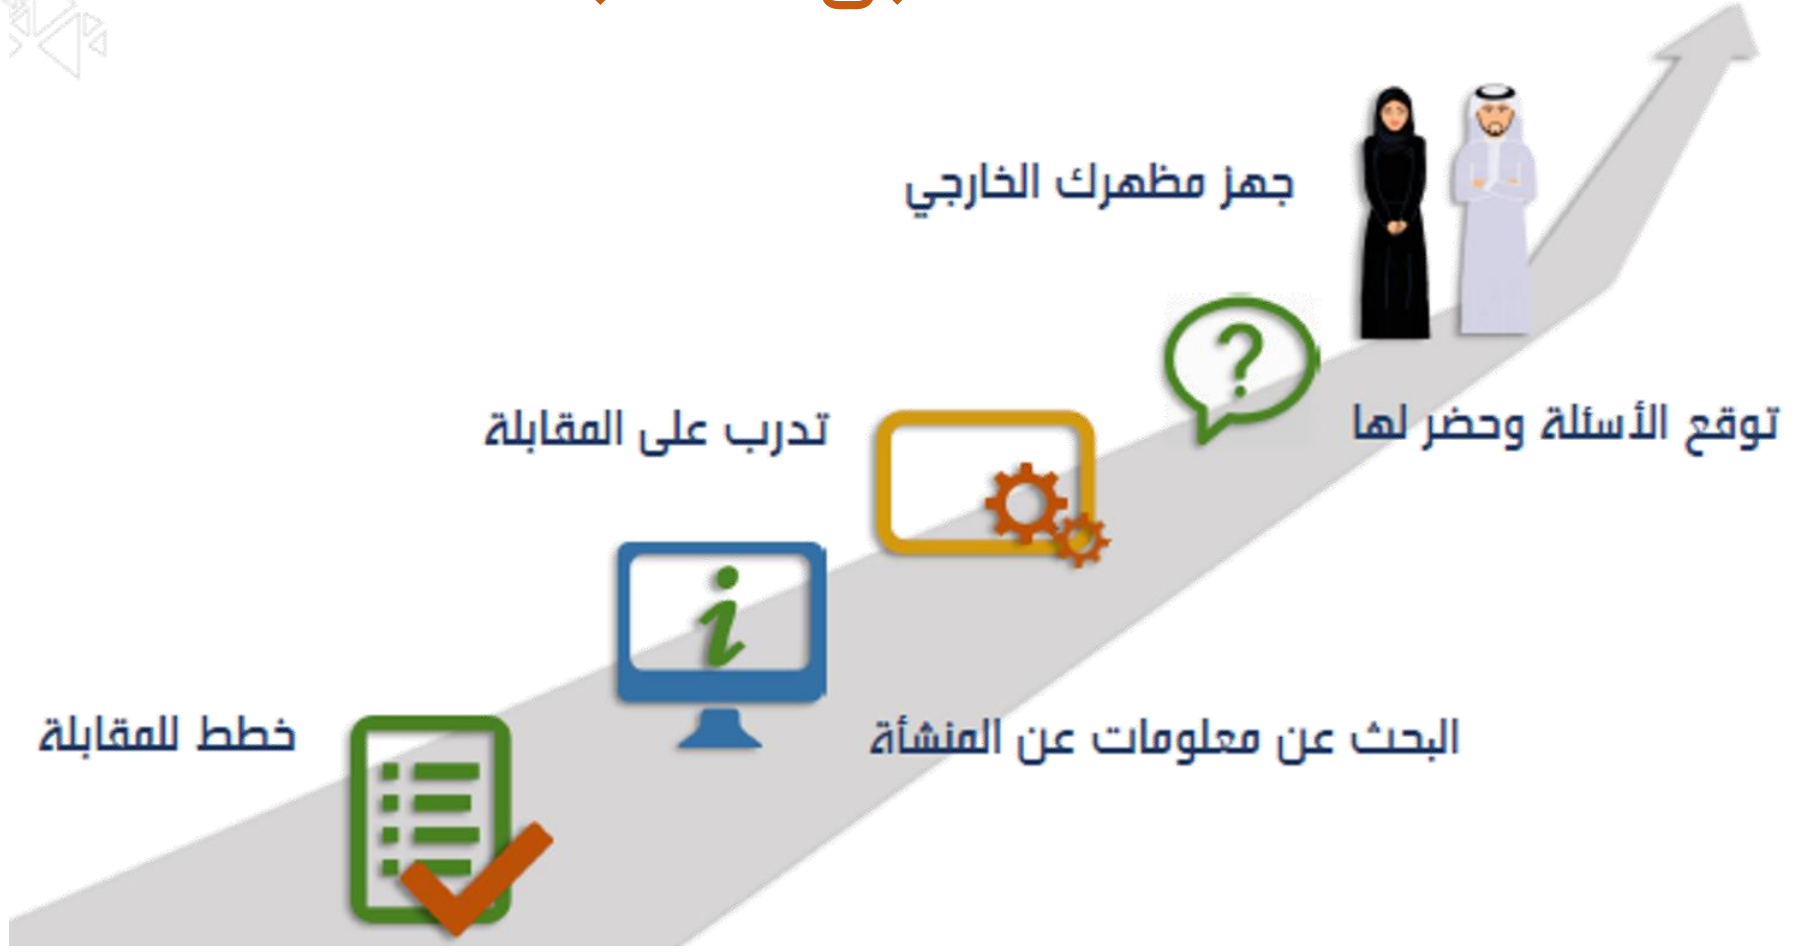 جهز مظهرك الخارجي
توقع الأسئلة وحضر لها
تدرب على المقابلة
البحث عن معلومات عن المنشأة
خطط للمقابلة